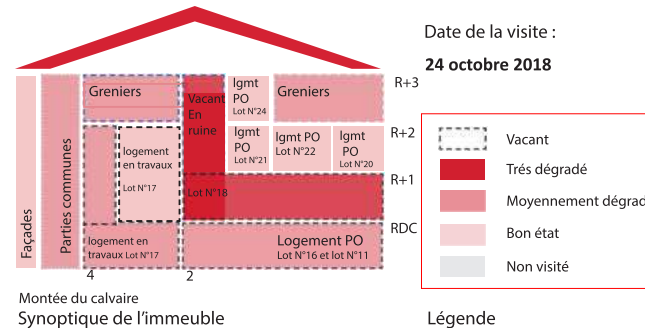 Date de la visite :
24 octobre 2018
Façades
Parties communes
Greniers
Vacant
En
ruine
lgmt
PO
Lot N°24
Greniers
R+3
logement
en travaux
Lot N°17
lgmt
PO
Lot N°21
lgmt PO
Lot N°22
lgmt
PO
Lot N°20
R+2
Lot N°18
R+1
logement en
travaux Lot N°17
Logement PO
Lot N°16 et lot N°11
RDC
4
2
Montée du calvaire
Synoptique de l'immeuble
Vacant
Trés dégradé
Moyennement dégrad
Bon état
Non visité
Légende